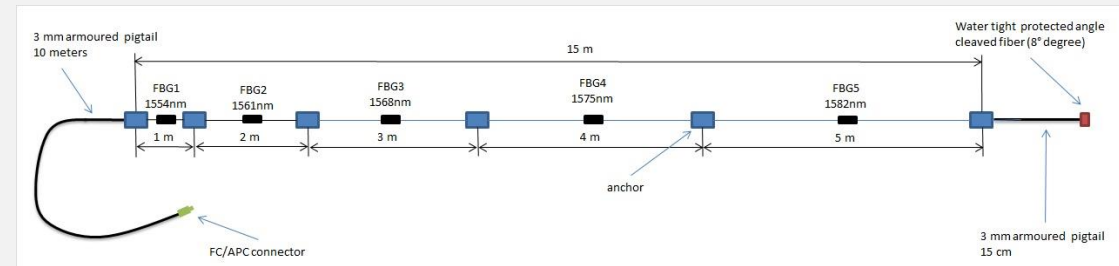 3 mm armoured pigtail
10 meters
15 m
Water tight protected angle
cleaved fiber (8° degree)
FBG1
1554nm
FBG2
1561nm
FBG3
1568nm
FBG4
1575nm
FBG5
1582nm
1 m
2 m
3 m
4 m
5 m
anchor
FC/APC connector
3 mm armoured pigtail
15 cm